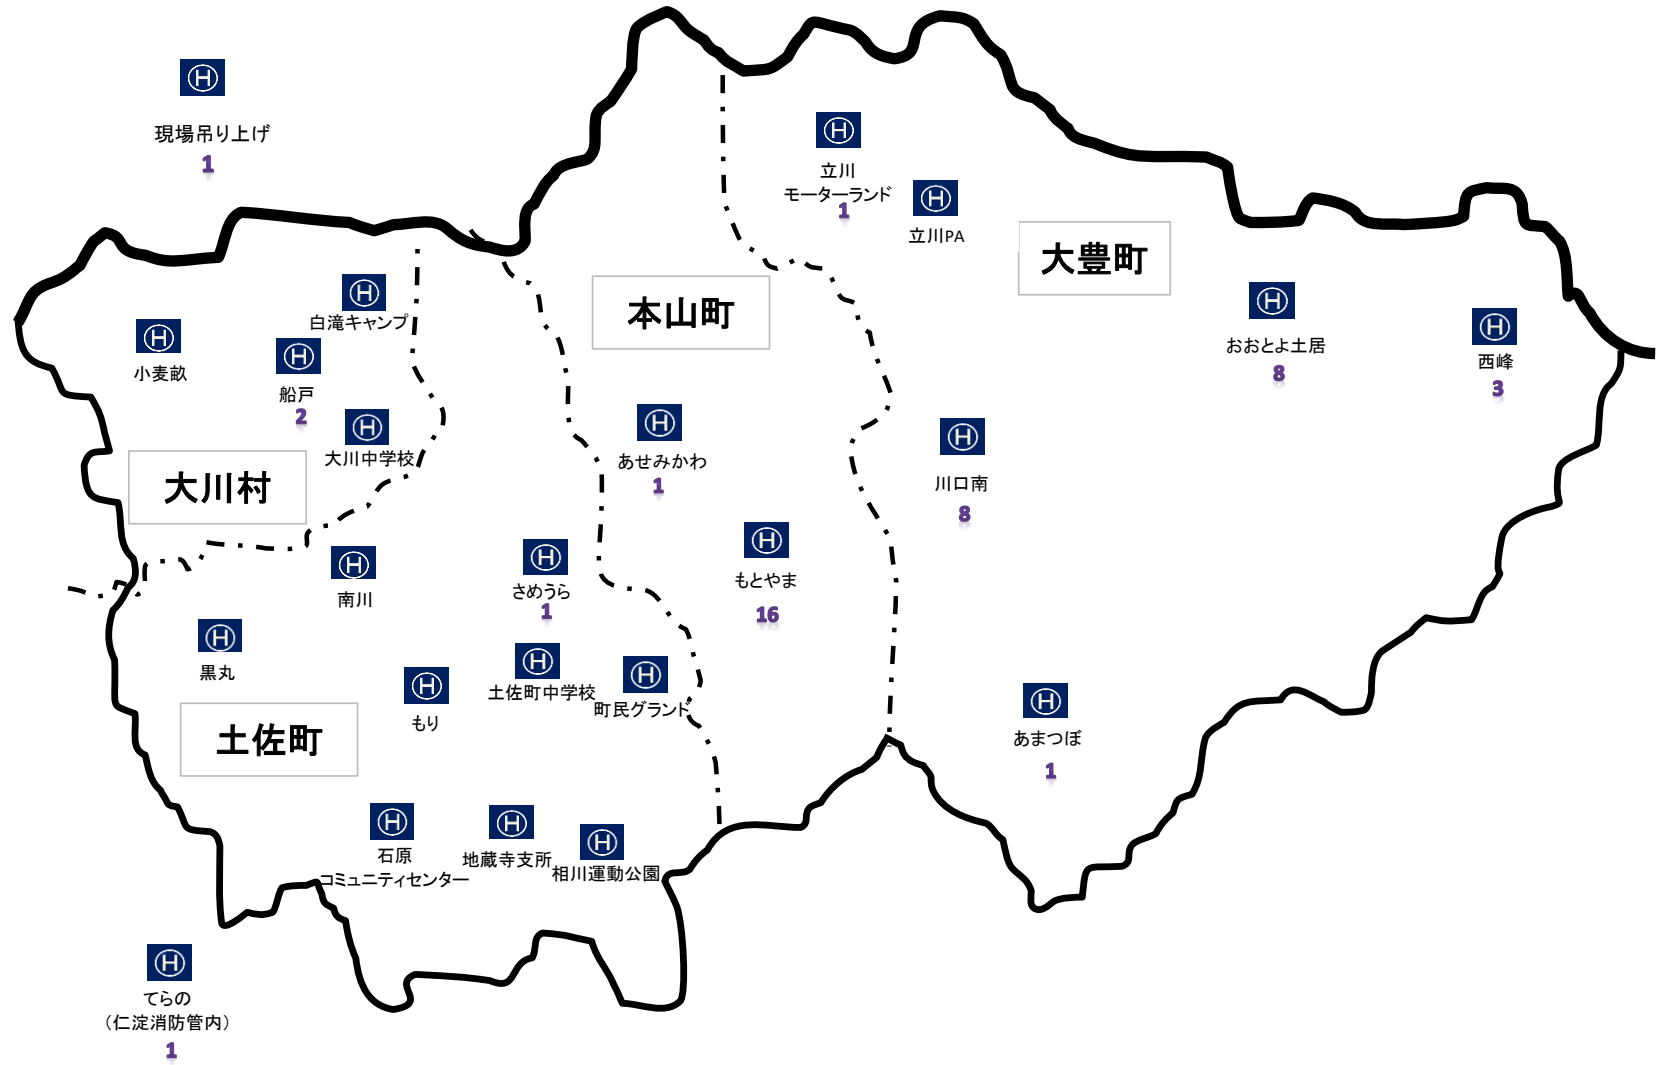 Ⓗ
現場吊り上げ
1
Ⓗ
立川
モーターランド
1
Ⓗ
立川PA
大豊町
本山町
Ⓗ
白滝キャンプ
Ⓗ
小麦畝
Ⓗ
船戸
2
Ⓗ
大川中学校
大川村
Ⓗ
おおとよ土居
8
Ⓗ
西峰
3
Ⓗ
あせみかわ
1
Ⓗ
川口南
8
Ⓗ
もとやま
16
Ⓗ
さめうら
1
Ⓗ
南川
Ⓗ
黒丸
Ⓗ
もり
Ⓗ
土佐町中学校
Ⓗ
町民グランド
土佐町
Ⓗ
あまつぼ
1
Ⓗ
石原
コミュニティセンター
Ⓗ
地蔵寺支所
Ⓗ
相川運動公園
Ⓗ
てらの
（仁淀消防管内）
1